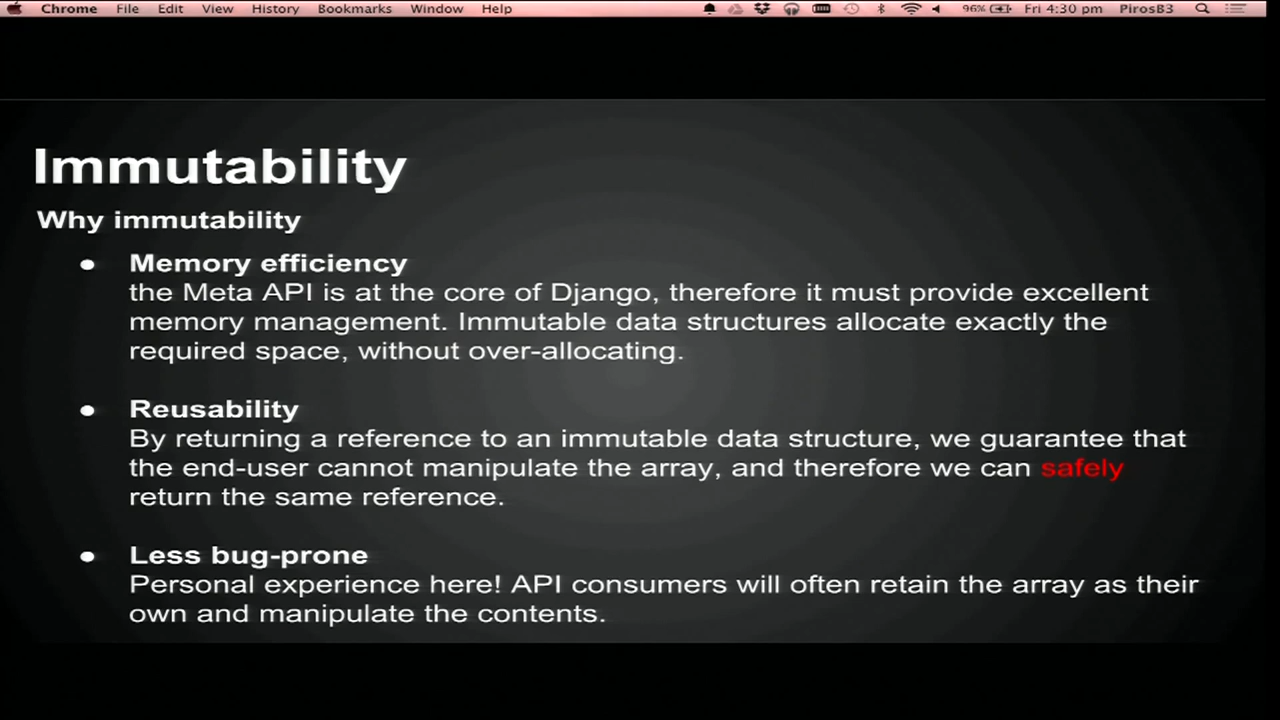 Chrome File Edit View History Bookmarks Window Help 96% Fri 4:30 pm PirosB3
Immutability
Why immutability
● Memory efficiency
the Meta API is at the core of Django, therefore it must provide excellent
memory management. Immutable data structures allocate exactly the
required space, without over-allocating.
● Reusability
By returning a reference to an immutable data structure, we guarantee that
the end-user cannot manipulate the array, and therefore we can safely
return the same reference.
● Less bug-prone
Personal experience here! API consumers will often retain the array as their
own and manipulate the contents.